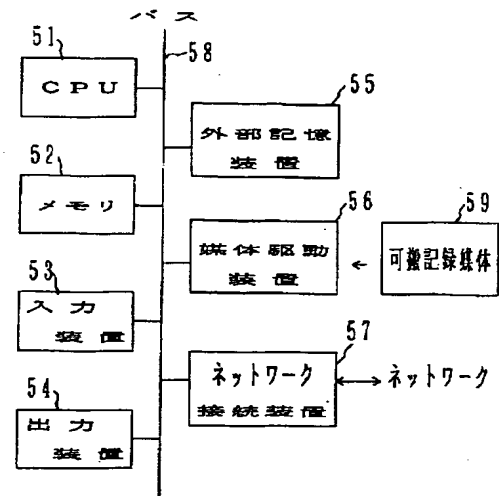 バス
51
58
CPU
55
外部記憶
装置
52
メモリ
56
59
媒体駆動
装置
可搬記録媒体
53
入力
装置
57
ネットワーク
接続装置
ネットワーク
54
出力
装置